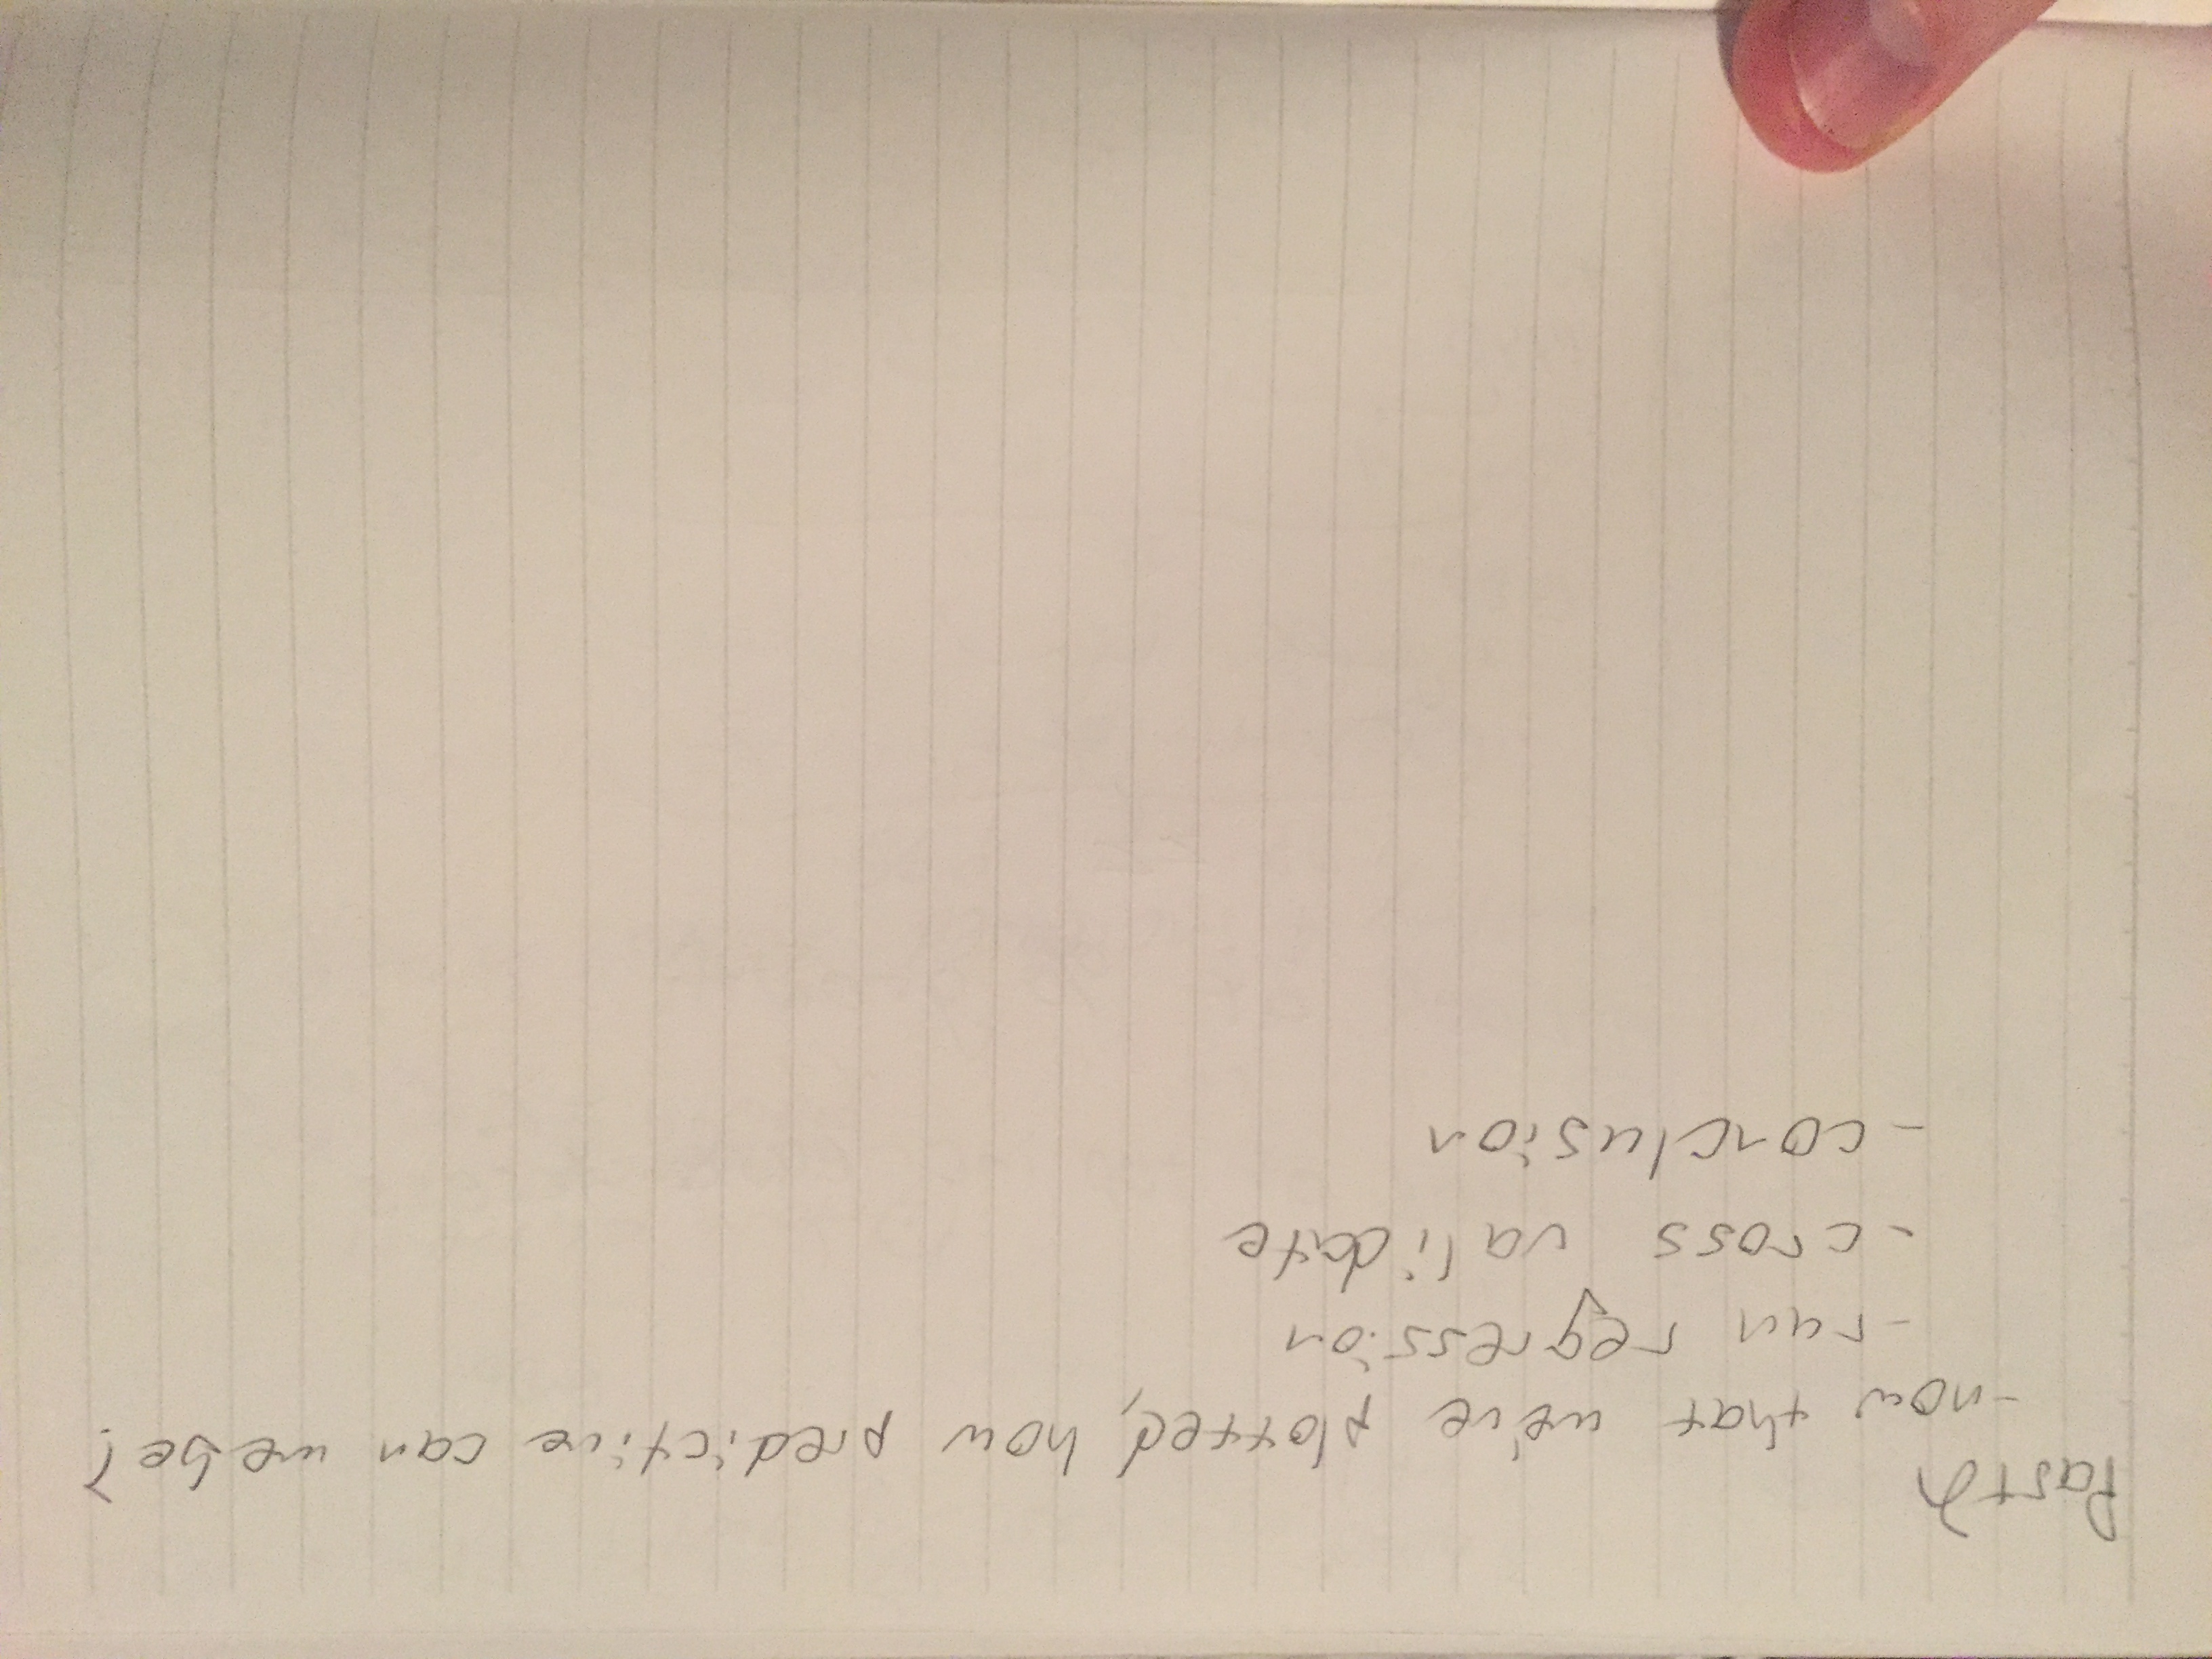 Part 2
-now that we've plotted, how predictive can we be?
-run regression
-cross validate
-conclusion